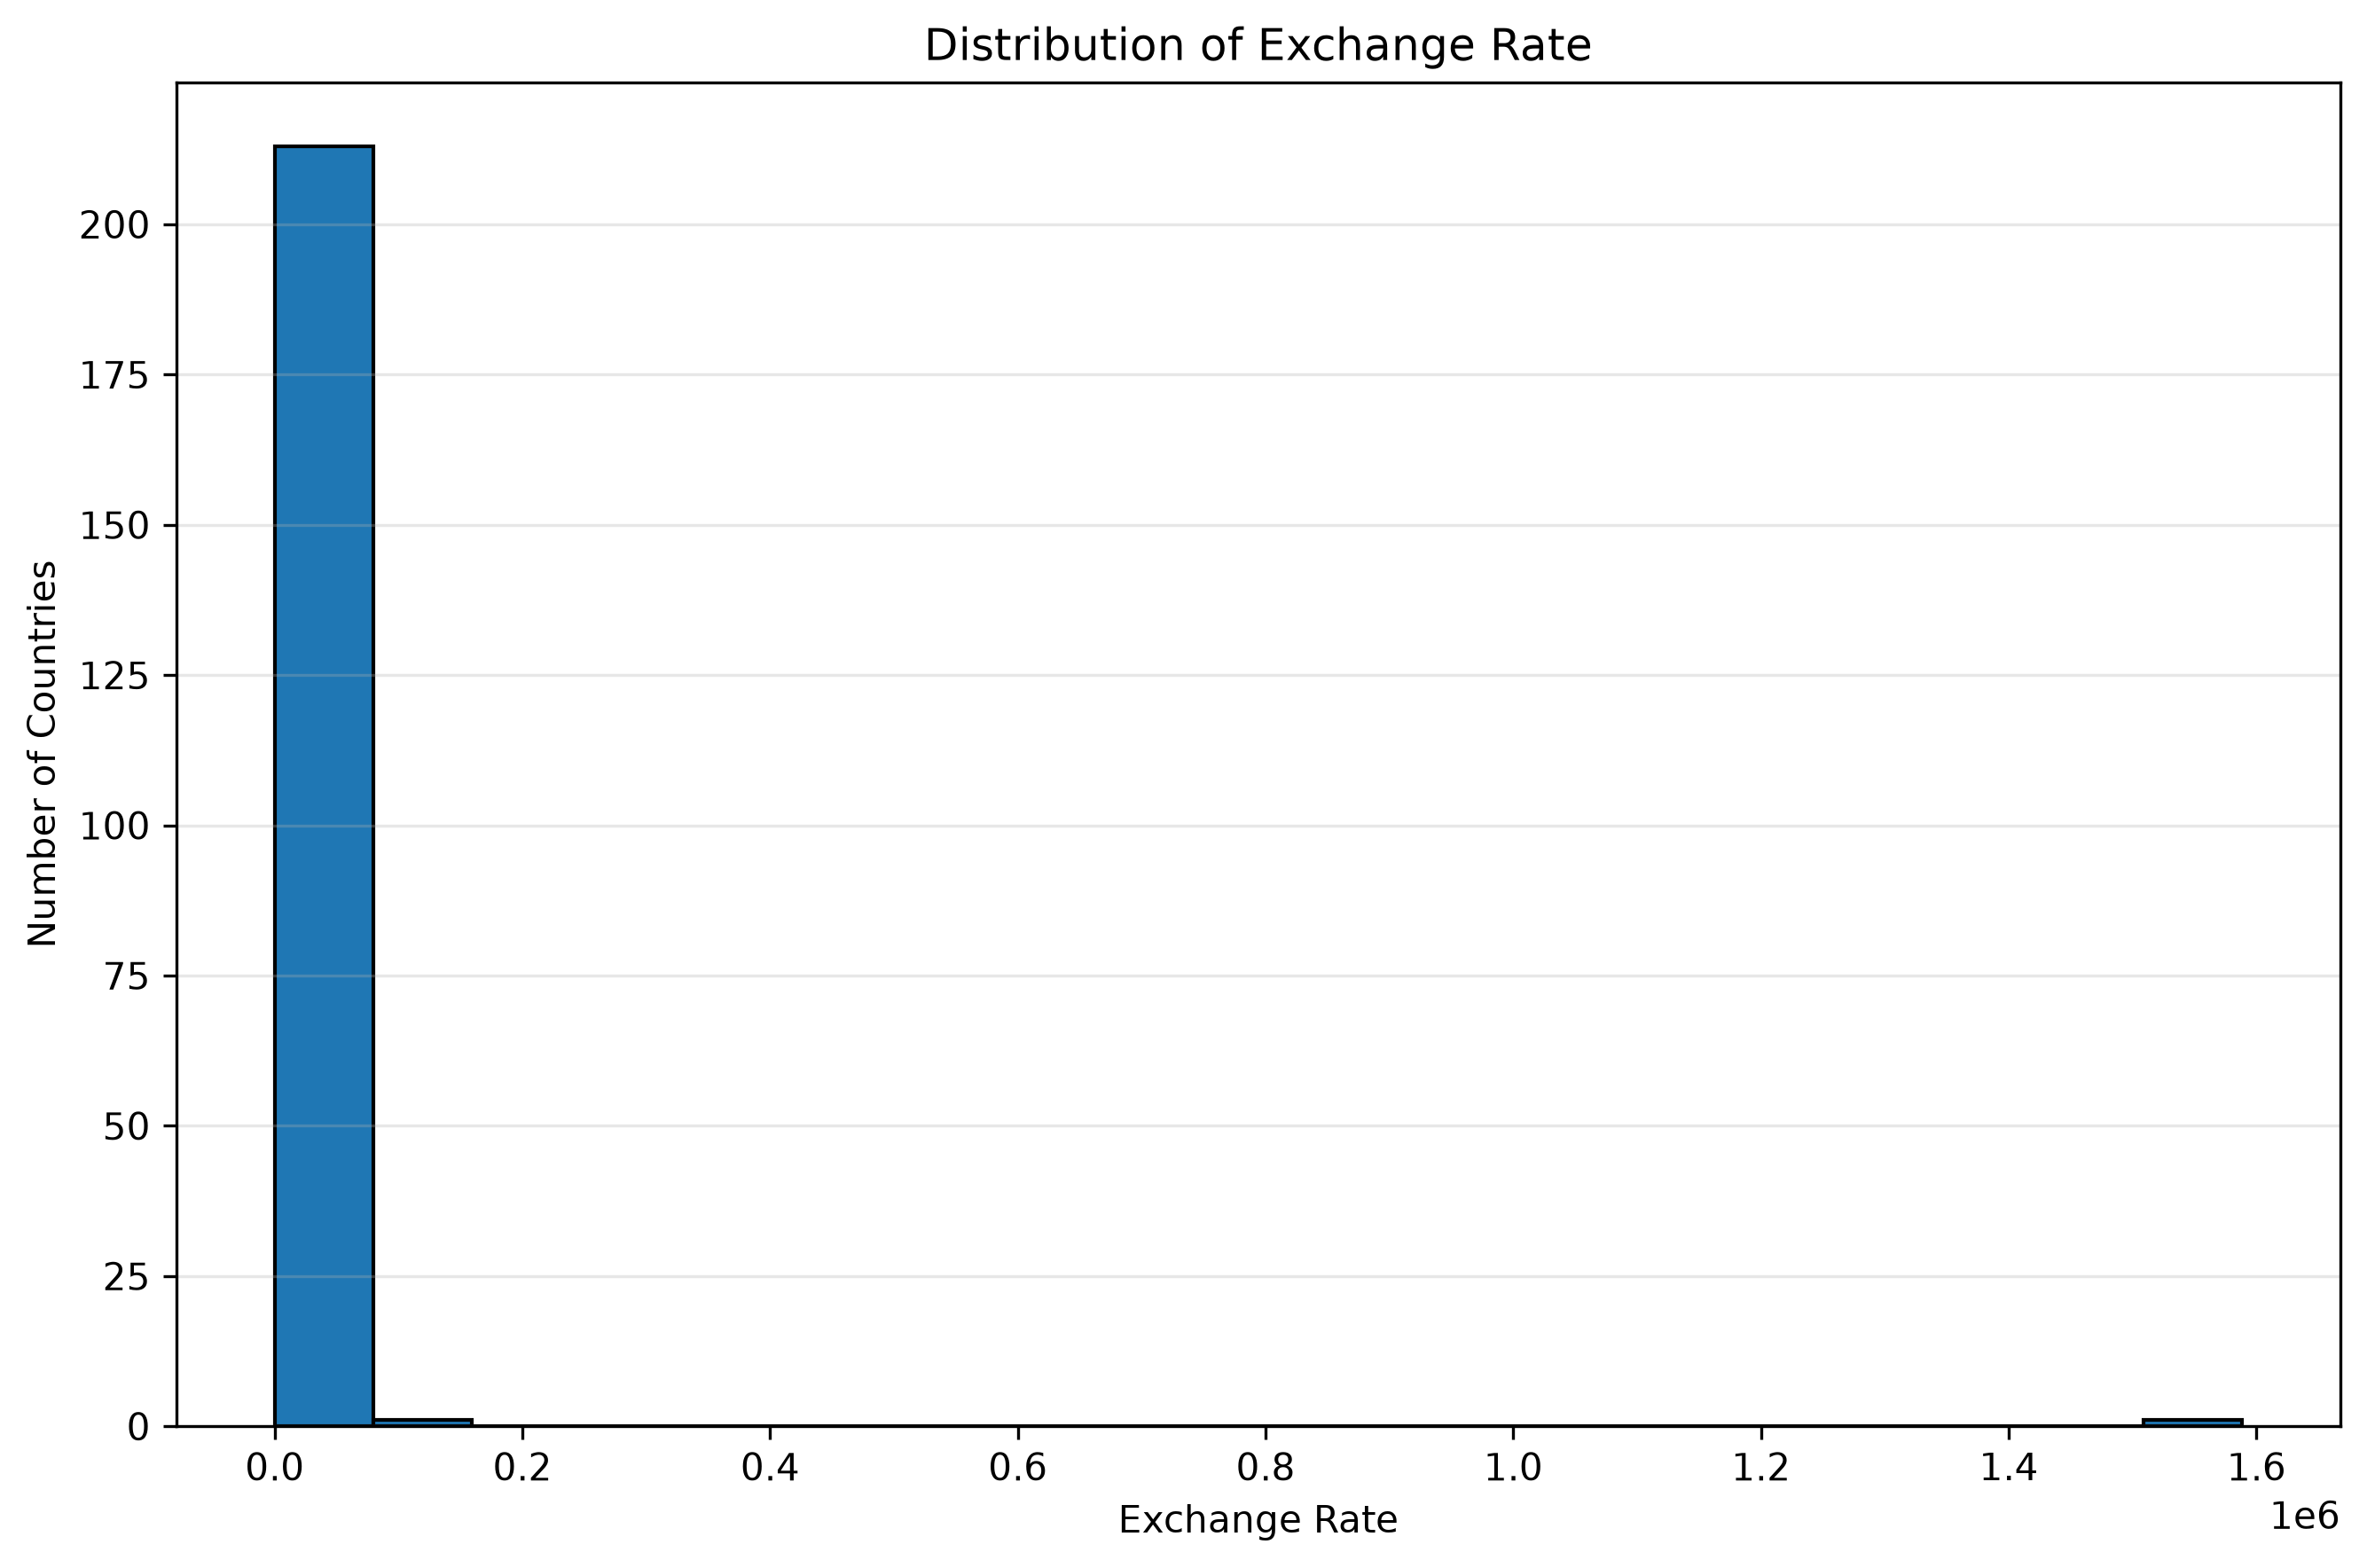 Distribution of Exchange Rate
Number of Countries
200
175
150
125
100
75
50
25
0
0.0 0.2 0.4 0.6 0.8 1.0 1.2 1.4 1.6
1e6
Exchange Rate